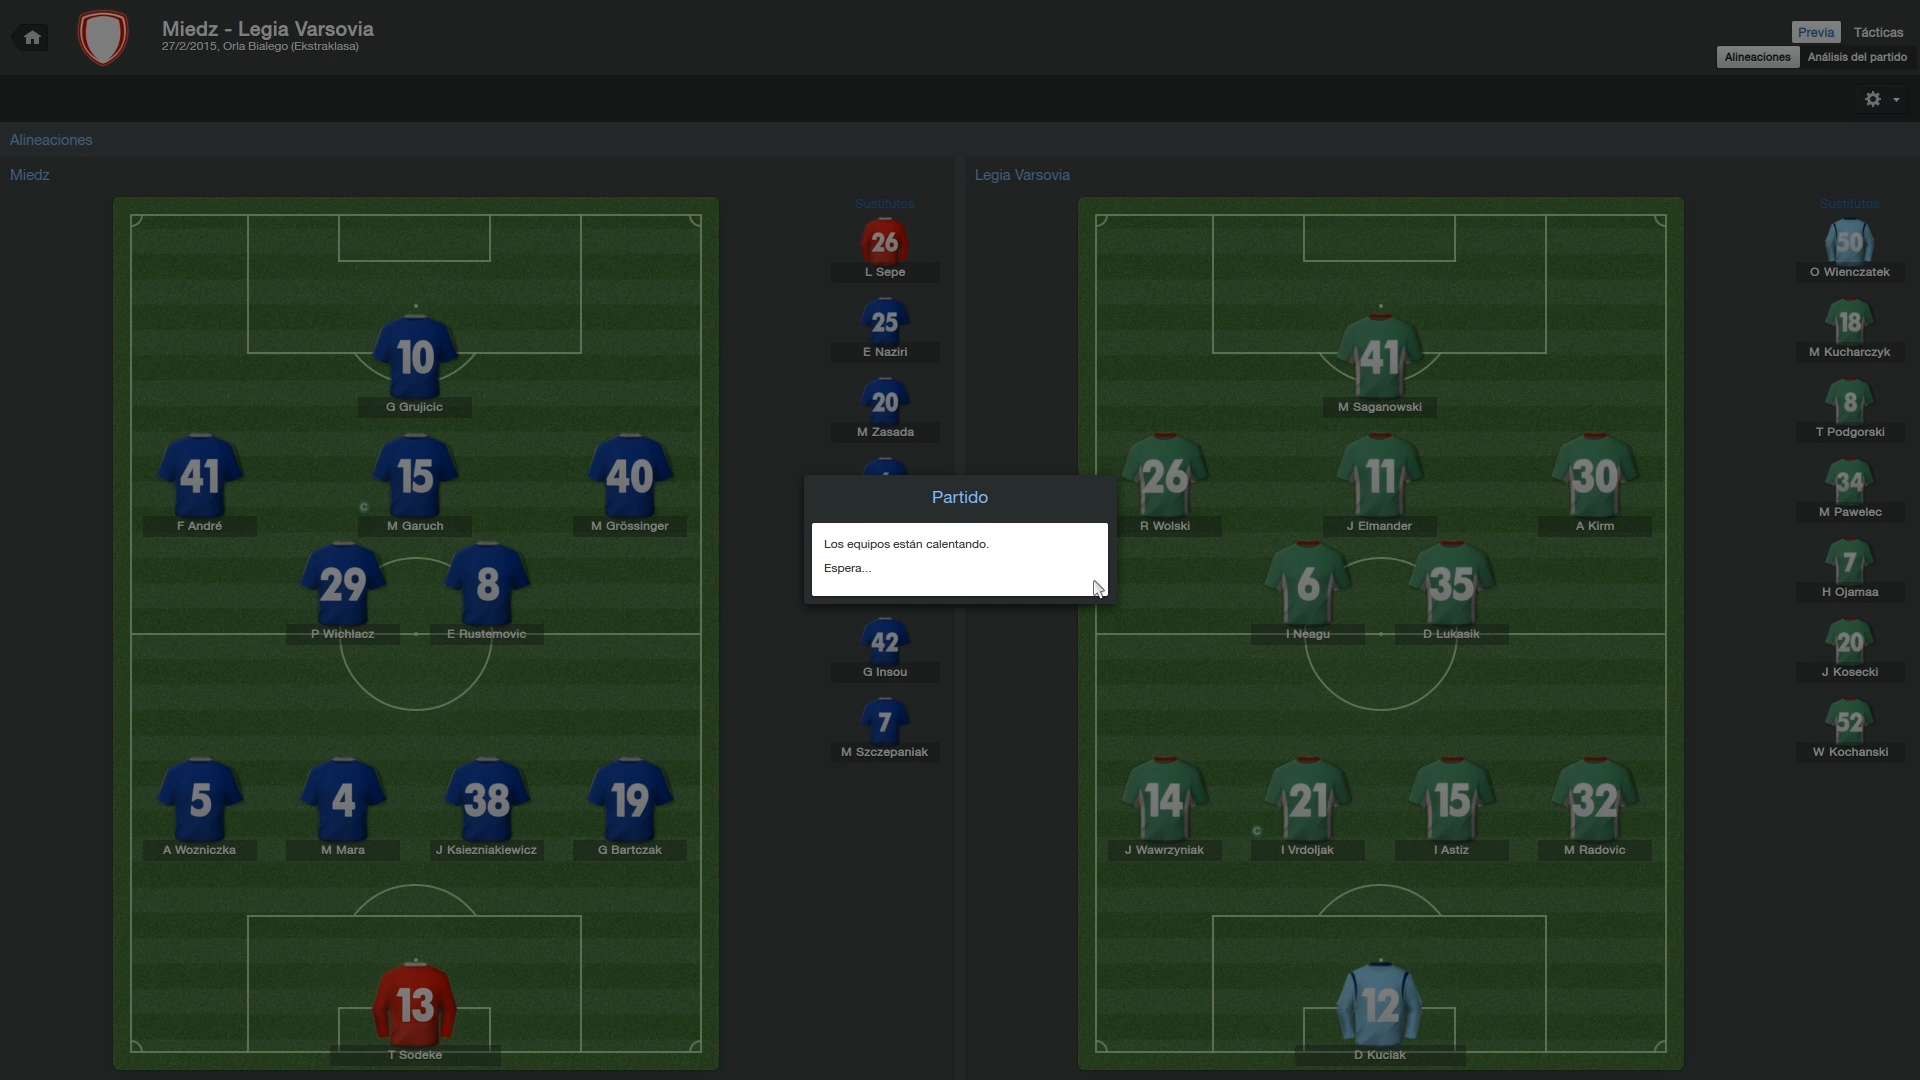 Miedz - Legia Varsovia
27/2/2015, Orla Bialego (Ekstraklasa)
Previa
Tácticas
Alineaciones
Análisis del partido
Alineaciones
Miedz
Sustitutos
10
G Grujicic
41
F André
C
15
M Garuch
40
M Grössinger
29
P Wichlacz
8
E Rustemovic
5
A Wozniczka
4
M Mara
38
J Ksiezniakiewicz
19
G Bartczak
13
T Sodeke
26
L Sepe
25
E Naziri
20
M Zasada
42
G Insou
7
M Szczepaniak
Partido
Los equipos están calentando.
Espera...
Legia Varsovia
Sustitutos
41
M Saganowski
26
R Wolski
11
J Elmander
30
A Kirm
6
I Neagu
35
D Lukasik
14
J Wawrzyniak
C
21
I Vrdoljak
15
I Astiz
32
M Radovic
12
D Kuciak
50
O Wienczatek
18
M Kucharczyk
8
T Podgorski
34
M Pawelec
7
H Ojamaa
20
J Kosecki
52
W Kochanski